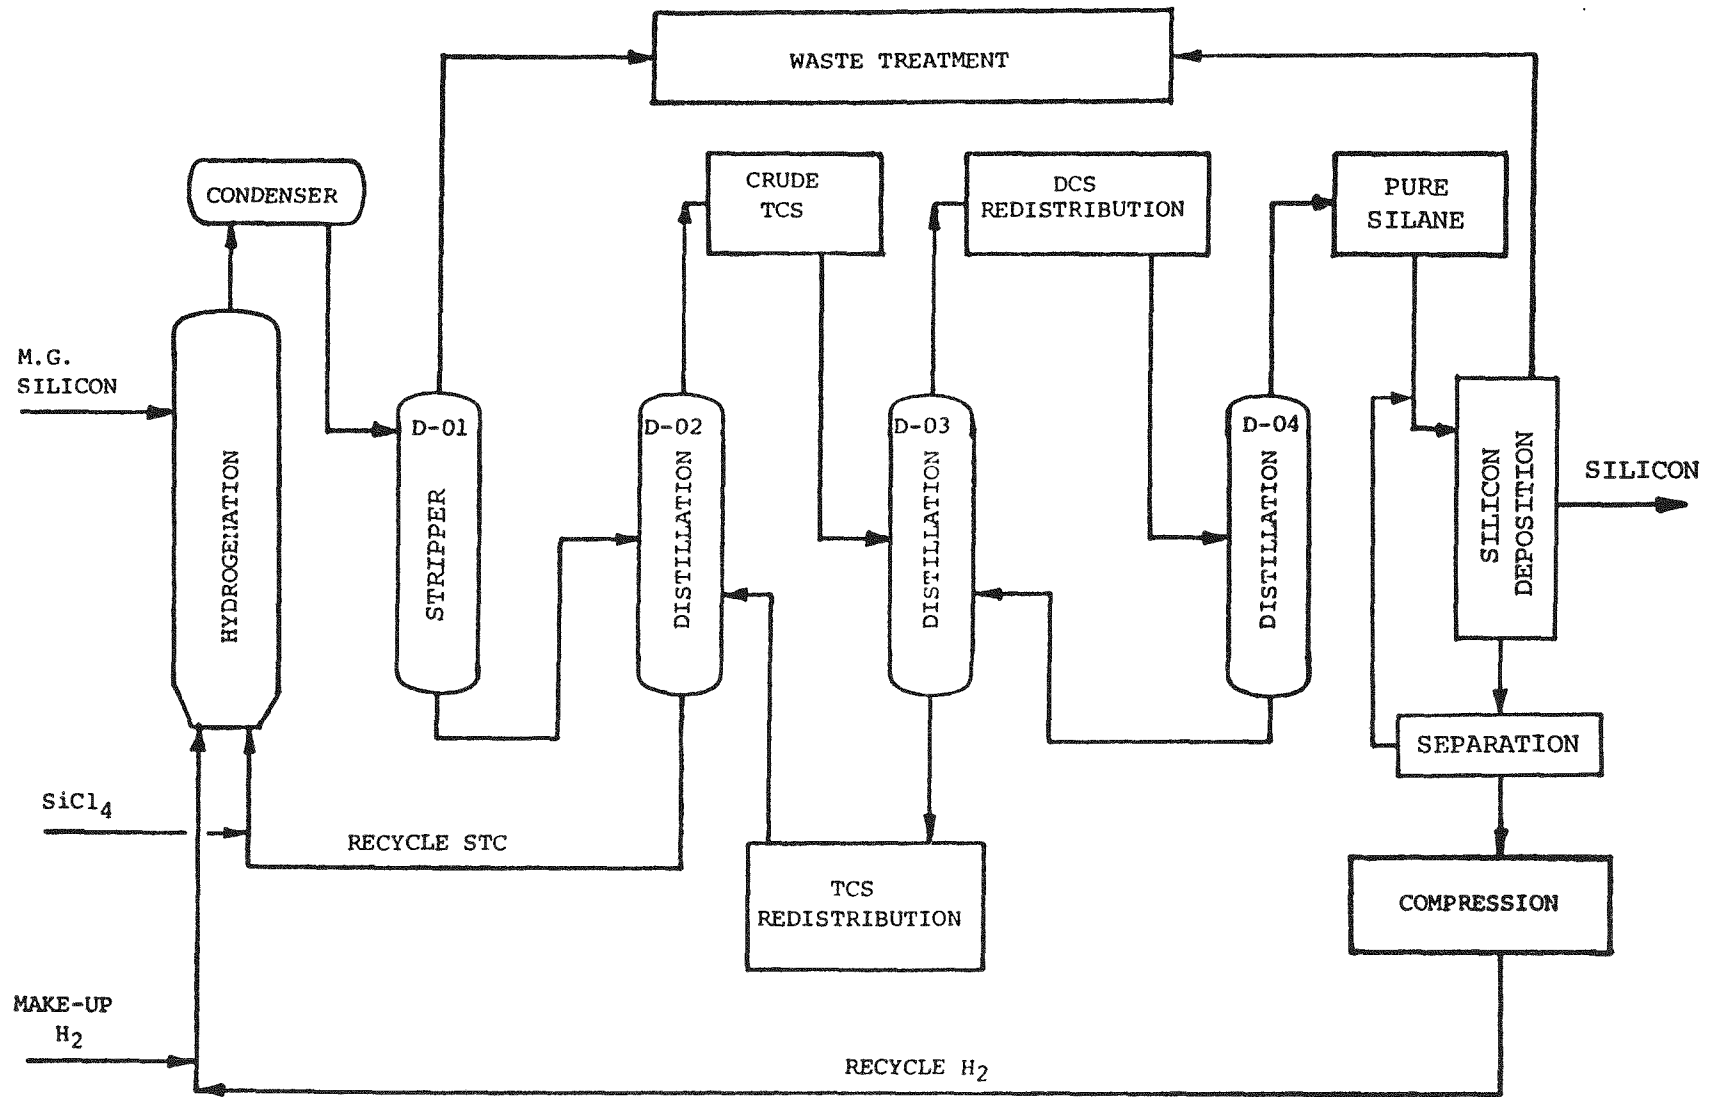 WASTE TREATMENT
CONDENSER
CRUDE
TCS
DCS
REDISTRIBUTION
PURE
SILANE
M.G.
SILICON
HYDROGENATION
D-01
STRIPPER
D-02
DISTILLATION
D-03
DISTILLATION
D-04
DISTILLATION
SILICON
DEPOSITION
SILICON
SEPARATION
SiCl4
RECYCLE STC
TCS
REDISTRIBUTION
COMPRESSION
MAKE-UP
H2
RECYCLE H2